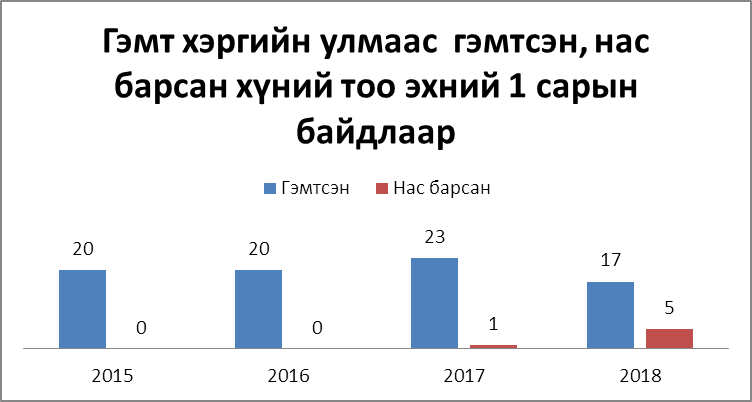 Гэмт хэргийн улмаас  гэмтсэн, нас
барсан хүний тоо эхний 1 сарын
байдлаар
Гэмтсэн Нас барсан
20 0 20 0 23 1 17 5
2015 2016 2017 2018